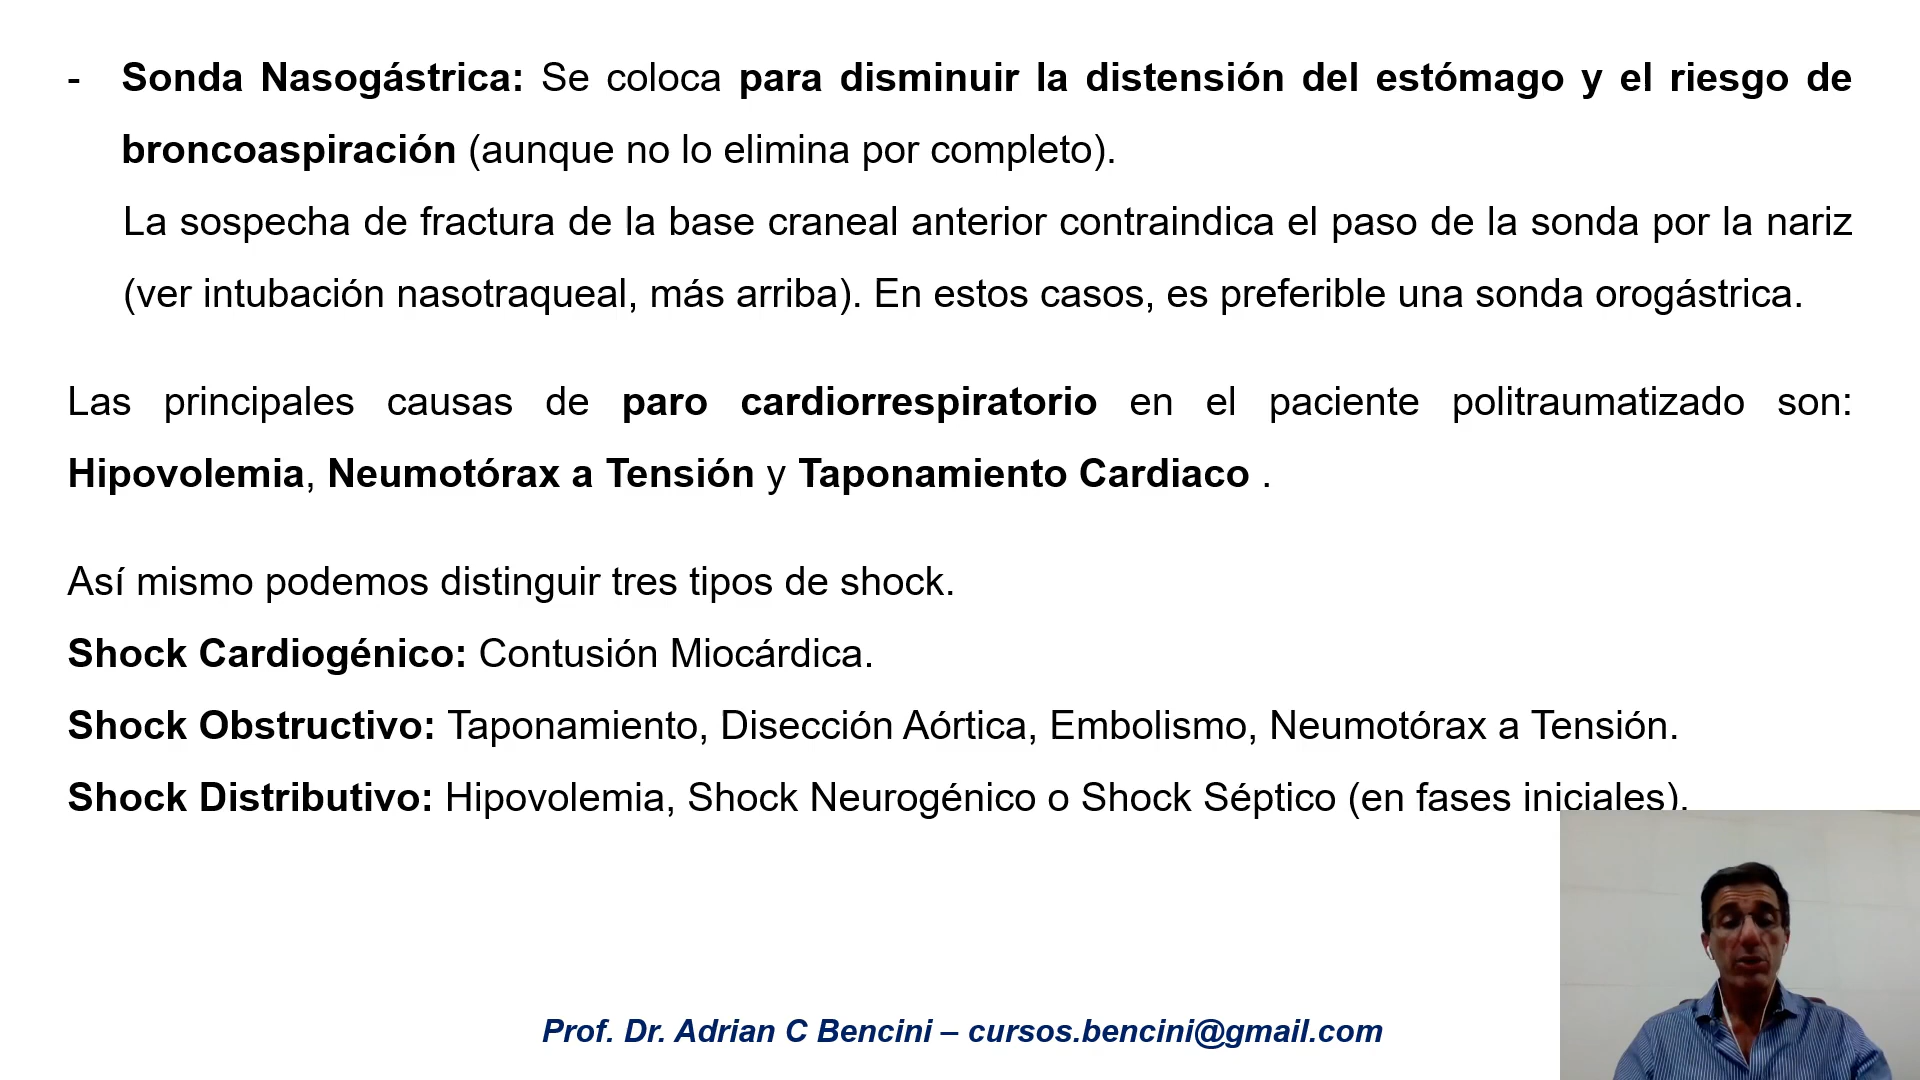 - Sonda Nasogástrica: Se coloca para disminuir la distensión del estómago y el riesgo de
broncoaspiración (aunque no lo elimina por completo).
La sospecha de fractura de la base craneal anterior contraindica el paso de la sonda por la nariz
(ver intubación nasotraqueal, más arriba). En estos casos, es preferible una sonda orogástrica.
Las principales causas de paro cardiorrespiratorio en el paciente politraumatizado son:
Hipovolemia, Neumotórax a Tensión y Taponamiento Cardiaco .
Así mismo podemos distinguir tres tipos de shock.
Shock Cardiogénico: Contusión Miocárdica.
Shock Obstructivo: Taponamiento, Disección Aórtica, Embolismo, Neumotórax a Tensión.
Shock Distributivo: Hipovolemia, Shock Neurogénico o Shock Séptico (en fases iniciales).
Prof. Dr. Adrian C Bencini – cursos.bencini@gmail.com